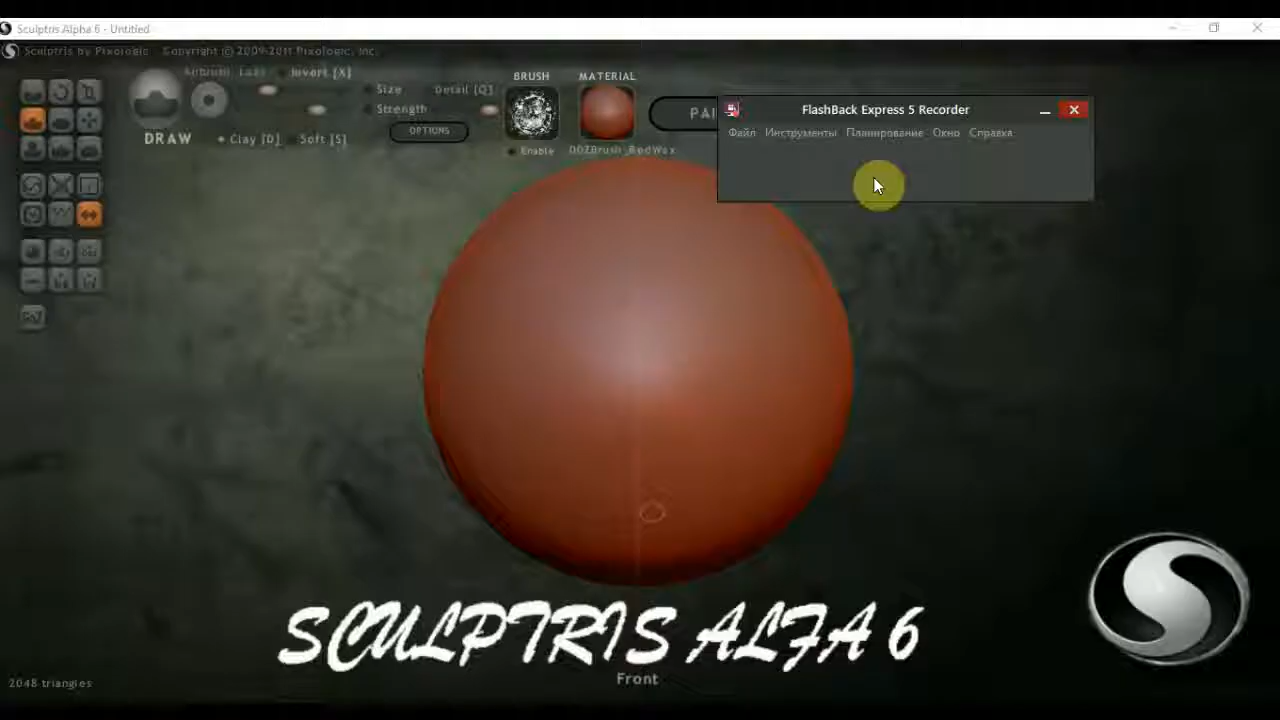 Sculptris Alpha 6 - Untitled
Sculptris by Pixologic Copyright © 2009-2011 Pixologic, Inc.
Invert [X]
Size
Detail [Q]
Strength
DRAW
Clay [D]
Soft [S]
OPTIONS
BRUSH
Enable
MATERIAL
002Brush_RedWax
PAI
FlashBack Express 5 Recorder
Файл Инструменты Планирование Окно Справка
SCULPTRIS ALFA 6
Front
2048 triangles